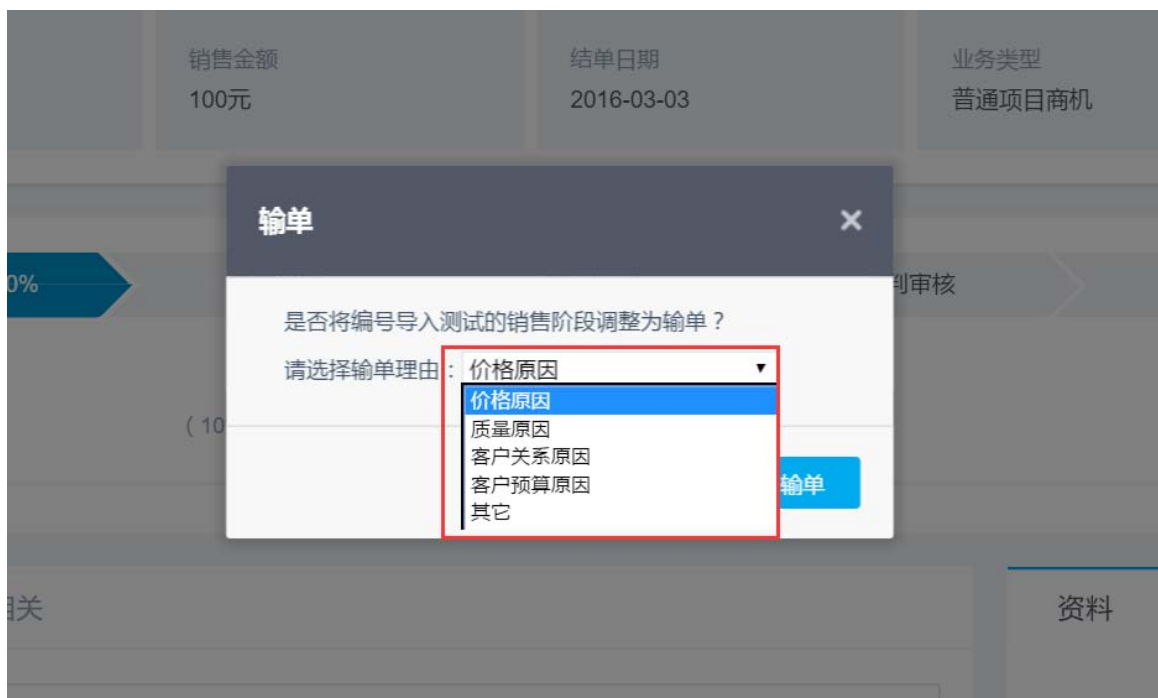 销售金额
结单日期
业务类型
100元
2016-03-03
普通项目商机
输单
0%
审核
是否将编号导入测试的销售阶段调整为输单？
请选择输单理由：
价格原因
价格原因
质量原因
客户关系原因
客户预算原因
其它
（10
输单
关
资料